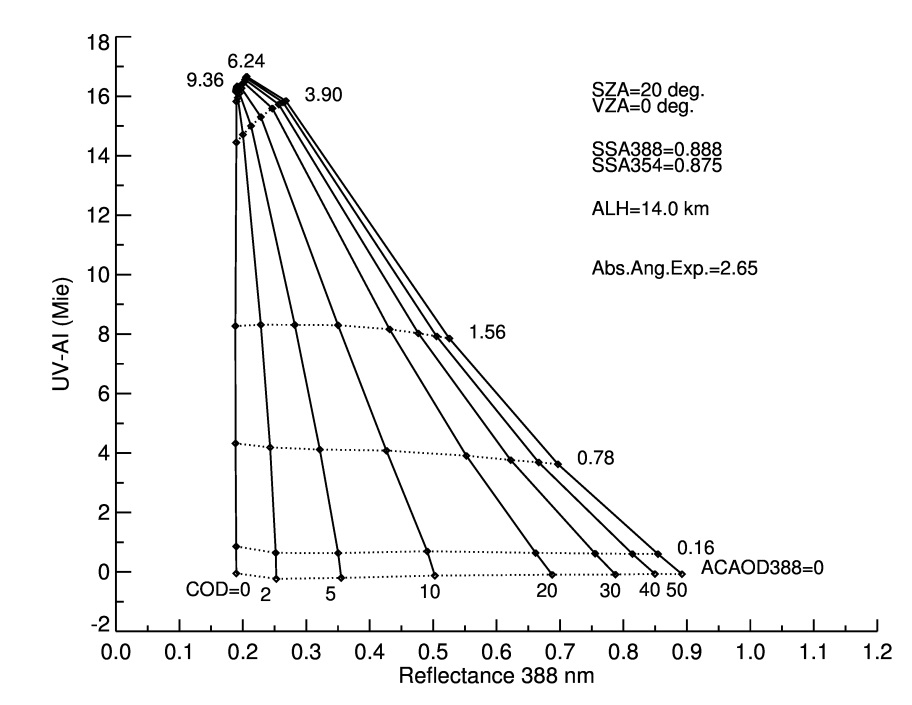 18
6.24
9.36
3.90
SZA=20 deg.
16
VZA=0 deg.
14
SSA388=0.888
SSA354=0.875
12
ALH=14.0 km
10
Abs.Ang.Exp.=2.65
UV-AI (Mie)
8
1.56
6
4
0.78
2
0.16
0
ACAOD388=0
COD=0 2 5 10 20 30 40 50
-2
0.0 0.1 0.2 0.3 0.4 0.5 0.6 0.7 0.8 0.9 1.0 1.1 1.2
Reflectance 388 nm